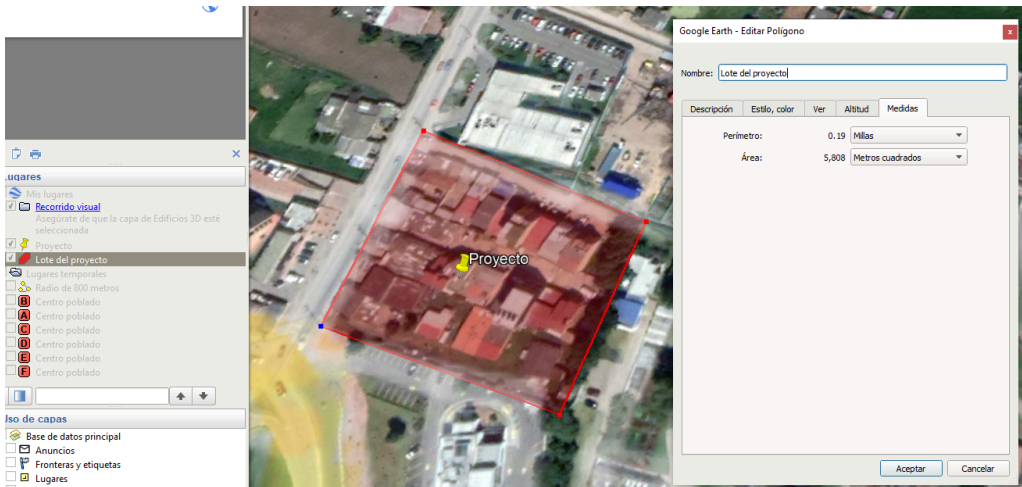 Lugares
Mis lugares
Recorrido visual
Asegúrate de que la capa de Edificios 3D esté
seleccionada
Proyecto
Lote del proyecto
Lugares temporales
Radio de 800 metros
B Centro poblado
A Centro poblado
C Centro poblado
D Centro poblado
E Centro poblado
F Centro poblado
Uso de capas
Base de datos principal
Anuncios
Fronteras y etiquetas
Lugares
Proyecto
Google Earth - Editar Polígono
x
Nombre: Lote del proyecto
Descripción Estilo, color Ver Altitud Medidas
Perímetro: 0.19 Millas
Área: 5,808 Metros cuadrados
Aceptar Cancelar